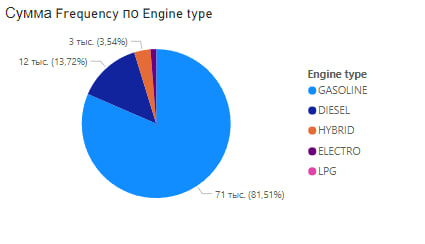 Сумма Frequency по Engine type
3 тыс. (3,54%)
12 тыс. (13,72%)
71 тыс. (81,51%)
Engine type
GASOLINE
DIESEL
HYBRID
ELECTRO
LPG